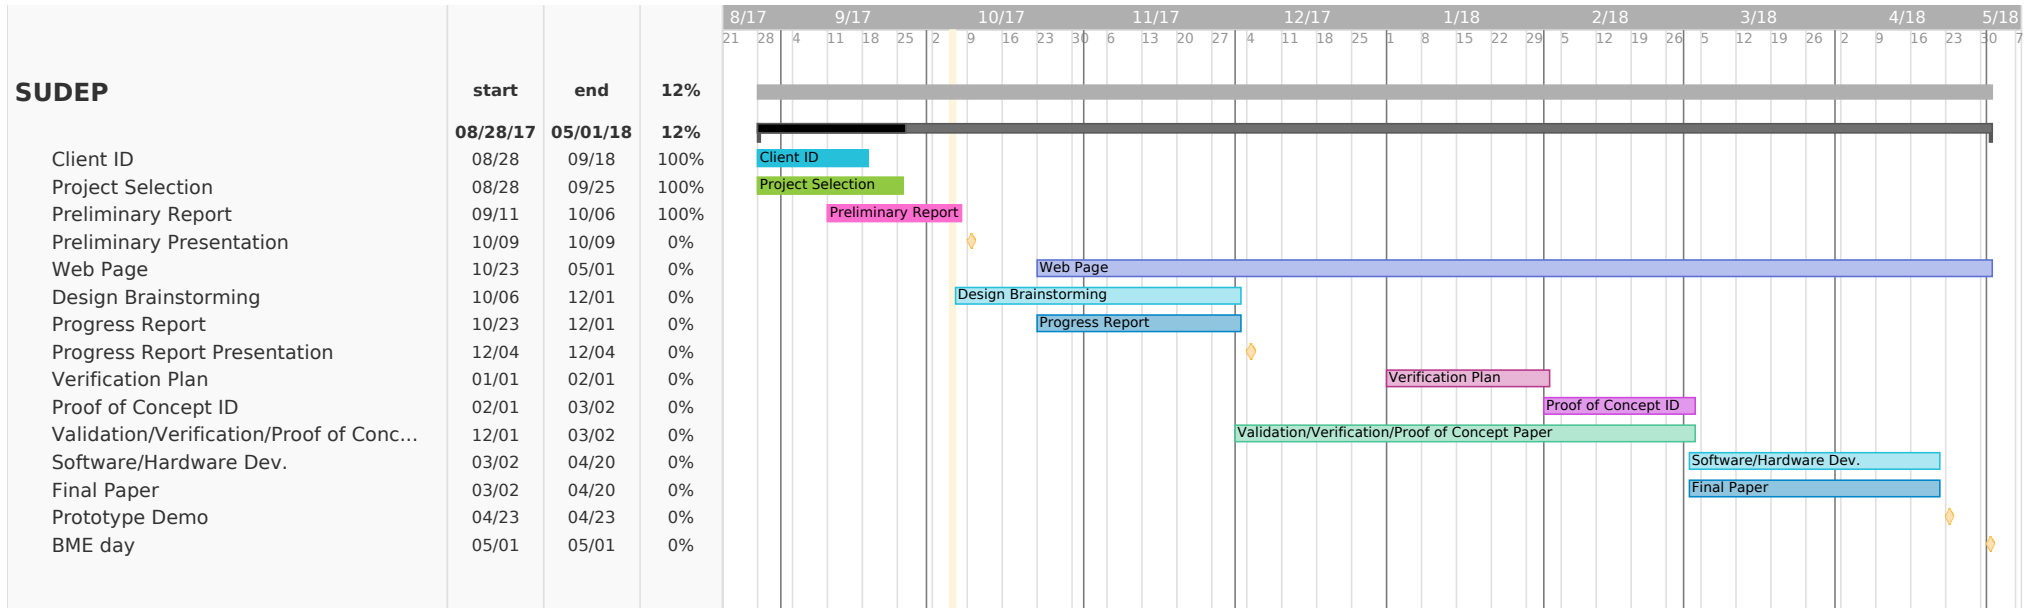 8/17 9/17 10/17 11/17 12/17 1/18 2/18 3/18 4/18 5/18
21 28 4 11 18 25 2 9 16 23 30 6 13 20 27 4 11 18 25 1 8 15 22 29 5 12 19 26 5 12 19 26 2 9 16 23 30 7
SUDEP start end 12%
08/28/17 05/01/18 12%
Client ID 08/28 09/18 100% Client ID
Project Selection 08/28 09/25 100% Project Selection
Preliminary Report 09/11 10/06 100% Preliminary Report
Preliminary Presentation 10/09 10/09 0%
Web Page 10/23 05/01 0% Web Page
Design Brainstorming 10/06 12/01 0% Design Brainstorming
Progress Report 10/23 12/01 0% Progress Report
Progress Report Presentation 12/04 12/04 0%
Verification Plan 01/01 02/01 0% Verification Plan
Proof of Concept ID 02/01 03/02 0% Proof of Concept ID
Validation/Verification/Proof of Conc... 12/01 03/02 0% Validation/Verification/Proof of Concept Paper
Software/Hardware Dev. 03/02 04/20 0% Software/Hardware Dev.
Final Paper 03/02 04/20 0% Final Paper
Prototype Demo 04/23 04/23 0%
BME day 05/01 05/01 0%